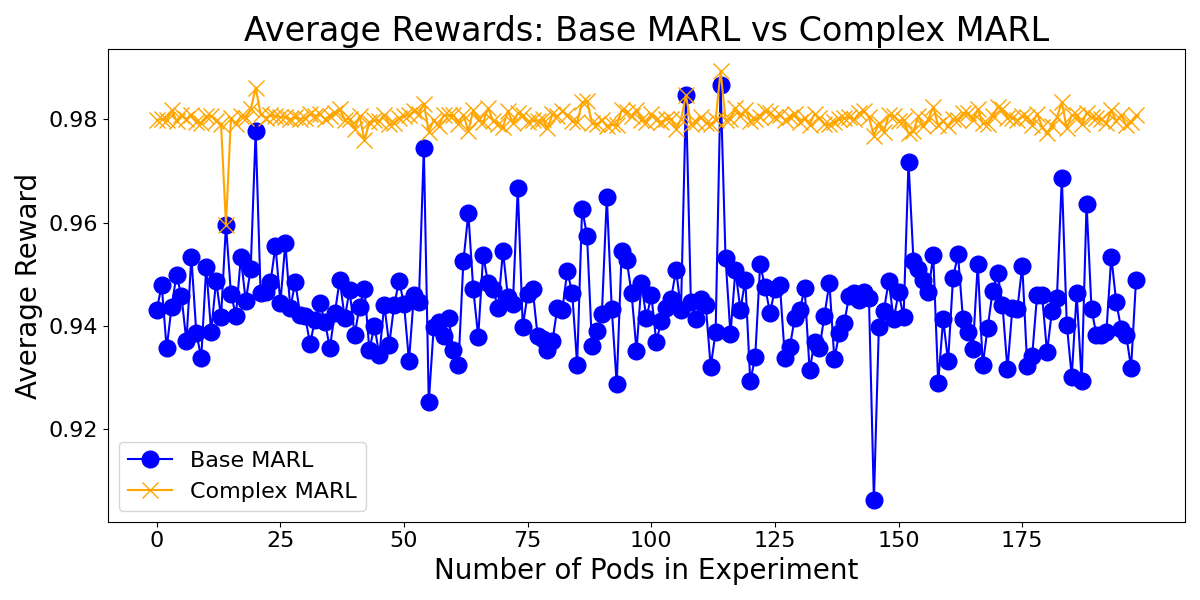 Average Rewards: Base MARL vs Complex MARL
Average Reward
0.98
0.96
0.94
0.92
Base MARL
Complex MARL
0 25 50 75 100 125 150 175
Number of Pods in Experiment